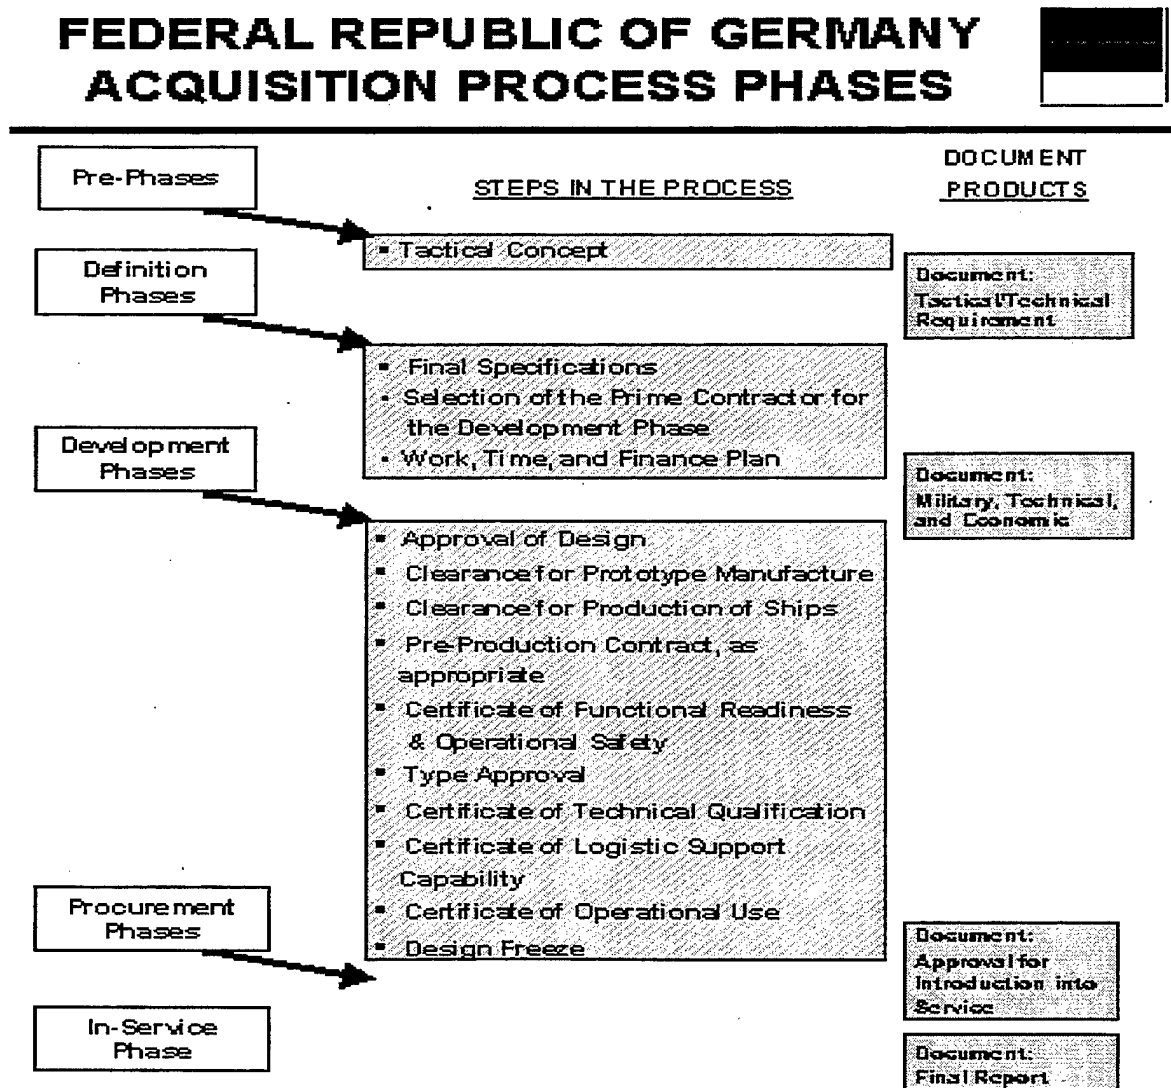 FEDERAL REPUBLIC OF GERMANY
ACQUISITION PROCESS PHASES
Pre-Phases
STEPS IN THE PROCESS
DOCUMENT
PRODUCTS
▪ Tactical Concept
Definition
Phases
Document:
Tactical/Technical
Requirement
▪ Final Specifications
▪ Selection of the Prime Contractor for
the Development Phase
▪ Work, Time, and Finance Plan
Development
Phases
Document:
Military, Technical,
and Economic
▪ Approval of Design
▪ Clearance for Prototype Manufacture
▪ Clearance for Production of Ships
▪ Pre-Production Contract, as
appropriate
▪ Certificate of Functional Readiness
& Operational Safety
▪ Type Approval
▪ Certificate of Technical Qualification
▪ Certificate of Logistic Support
Capability
▪ Certificate of Operational Use
▪ Design Freeze
Procurement
Phases
Document:
Approval for
Introduction into
Service
In-Service
Phase
Document:
Final Report